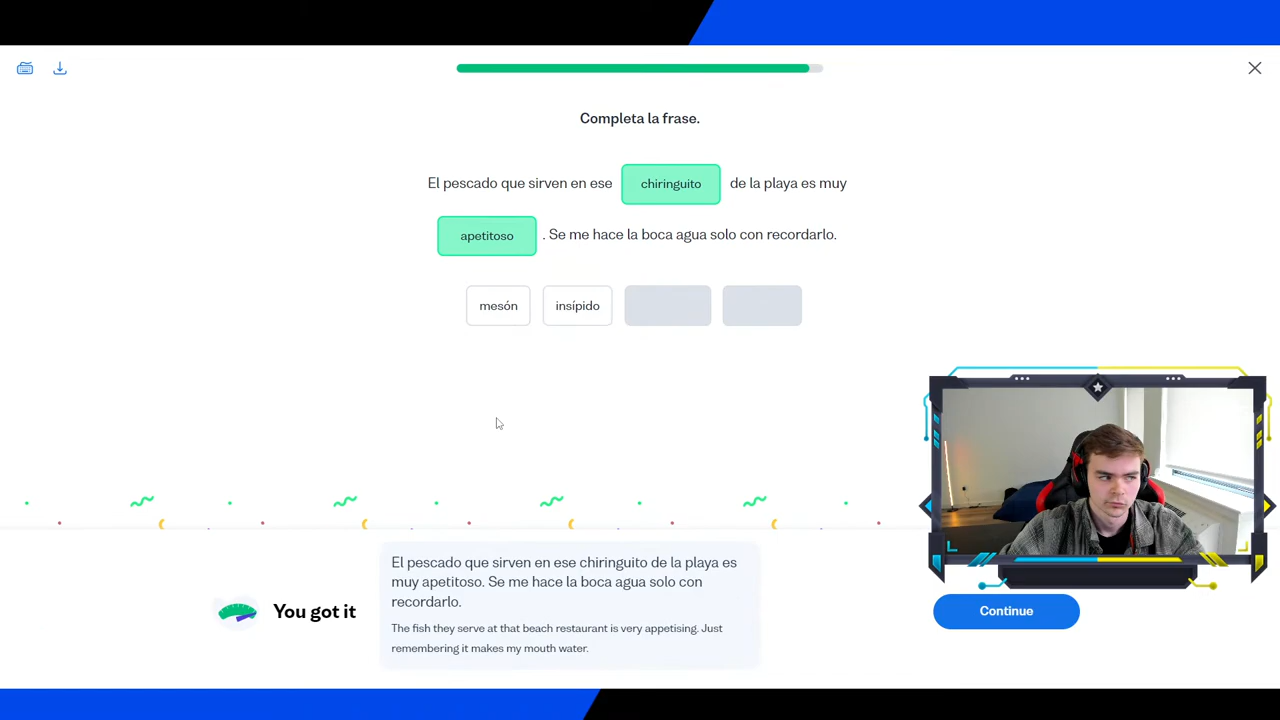 Completa la frase.
El pescado que sirven en ese chiringuito de la playa es muy
apetitoso . Se me hace la boca agua solo con recordarlo.
mesón insípido
You got it
El pescado que sirven en ese chiringuito de la playa es
muy apetitoso. Se me hace la boca agua solo con
recordarlo.
The fish they serve at that beach restaurant is very appetising. Just
remembering it makes my mouth water.
Continue